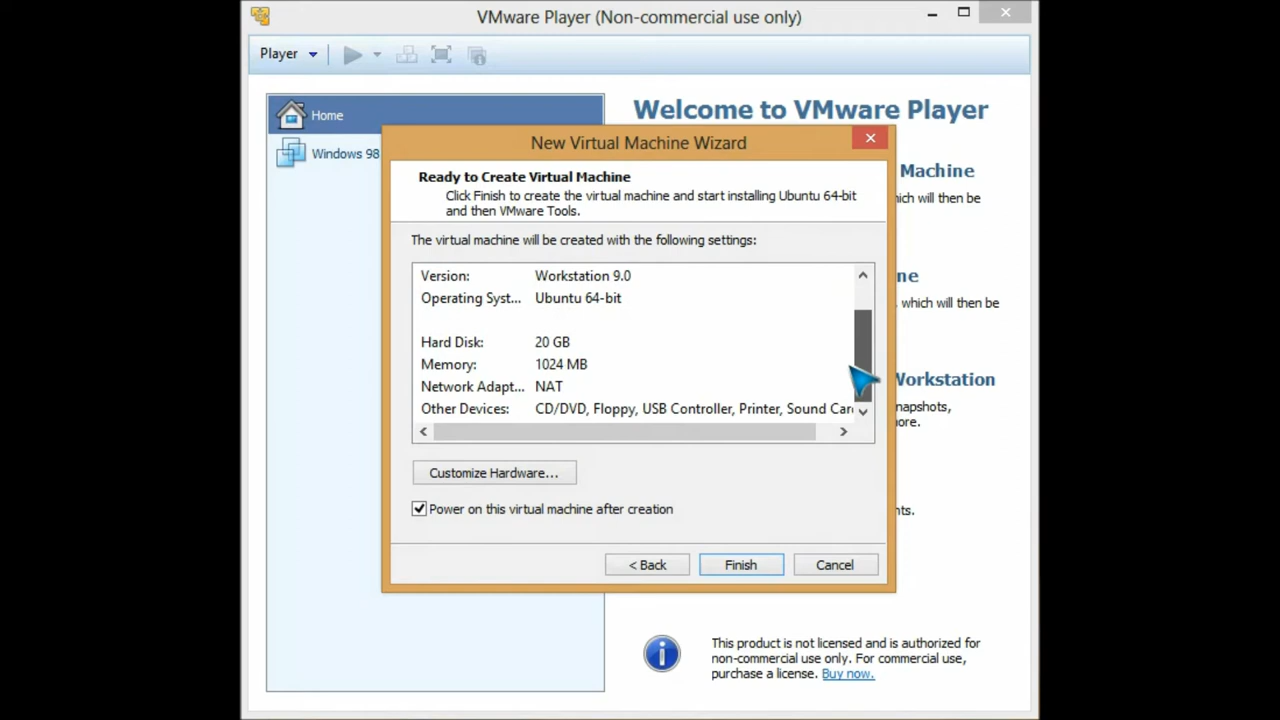 VMware Player (Non-commercial use only)
Player
Home
Windows 98
Welcome to VMware Player
Machine
which will then be
ne
, which will then be
Workstation
napshots,
ore.
nts.
New Virtual Machine Wizard
Ready to Create Virtual Machine
Click Finish to create the virtual machine and start installing Ubuntu 64-bit
and then VMware Tools.
The virtual machine will be created with the following settings:
Version: Workstation 9.0
Operating Syst... Ubuntu 64-bit
Hard Disk: 20 GB
Memory: 1024 MB
Network Adapt... NAT
Other Devices: CD/DVD, Floppy, USB Controller, Printer, Sound Car
Customize Hardware...
Power on this virtual machine after creation
< Back Finish Cancel
This product is not licensed and is authorized for
non-commercial use only. For commercial use,
purchase a license. Buy now.